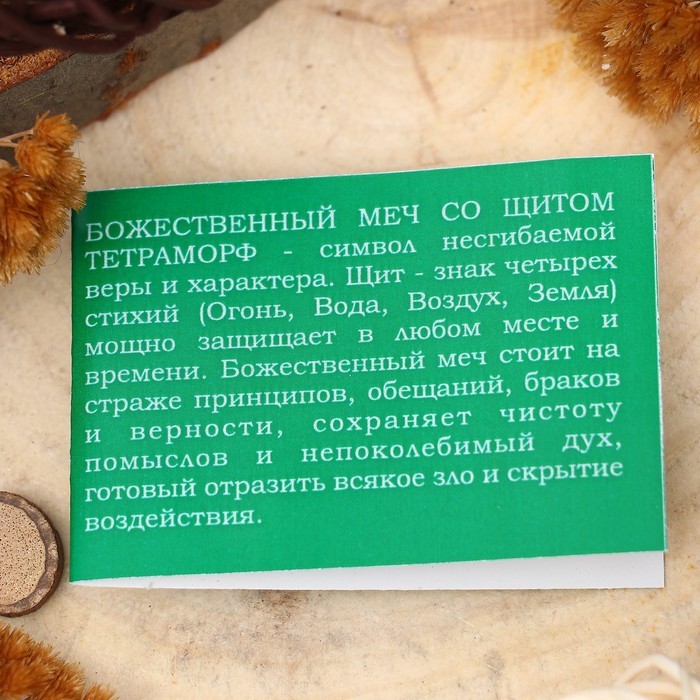 БОЖЕСТВЕННЫЙ МЕЧ СО ЩИТОМ
ТЕТРАМОРФ - символ несгибаемой
веры и характера. Щит - знак четырех
стихий (Огонь, Вода, Воздух, Земля)
мощно защищает в любом месте и
времени. Божественный меч стоит на
страже принципов, обещаний, браков
и верности, сохраняет чистоту
помыслов и непоколебимый дух,
готовый отразить всякое зло и скрытие
воздействия.